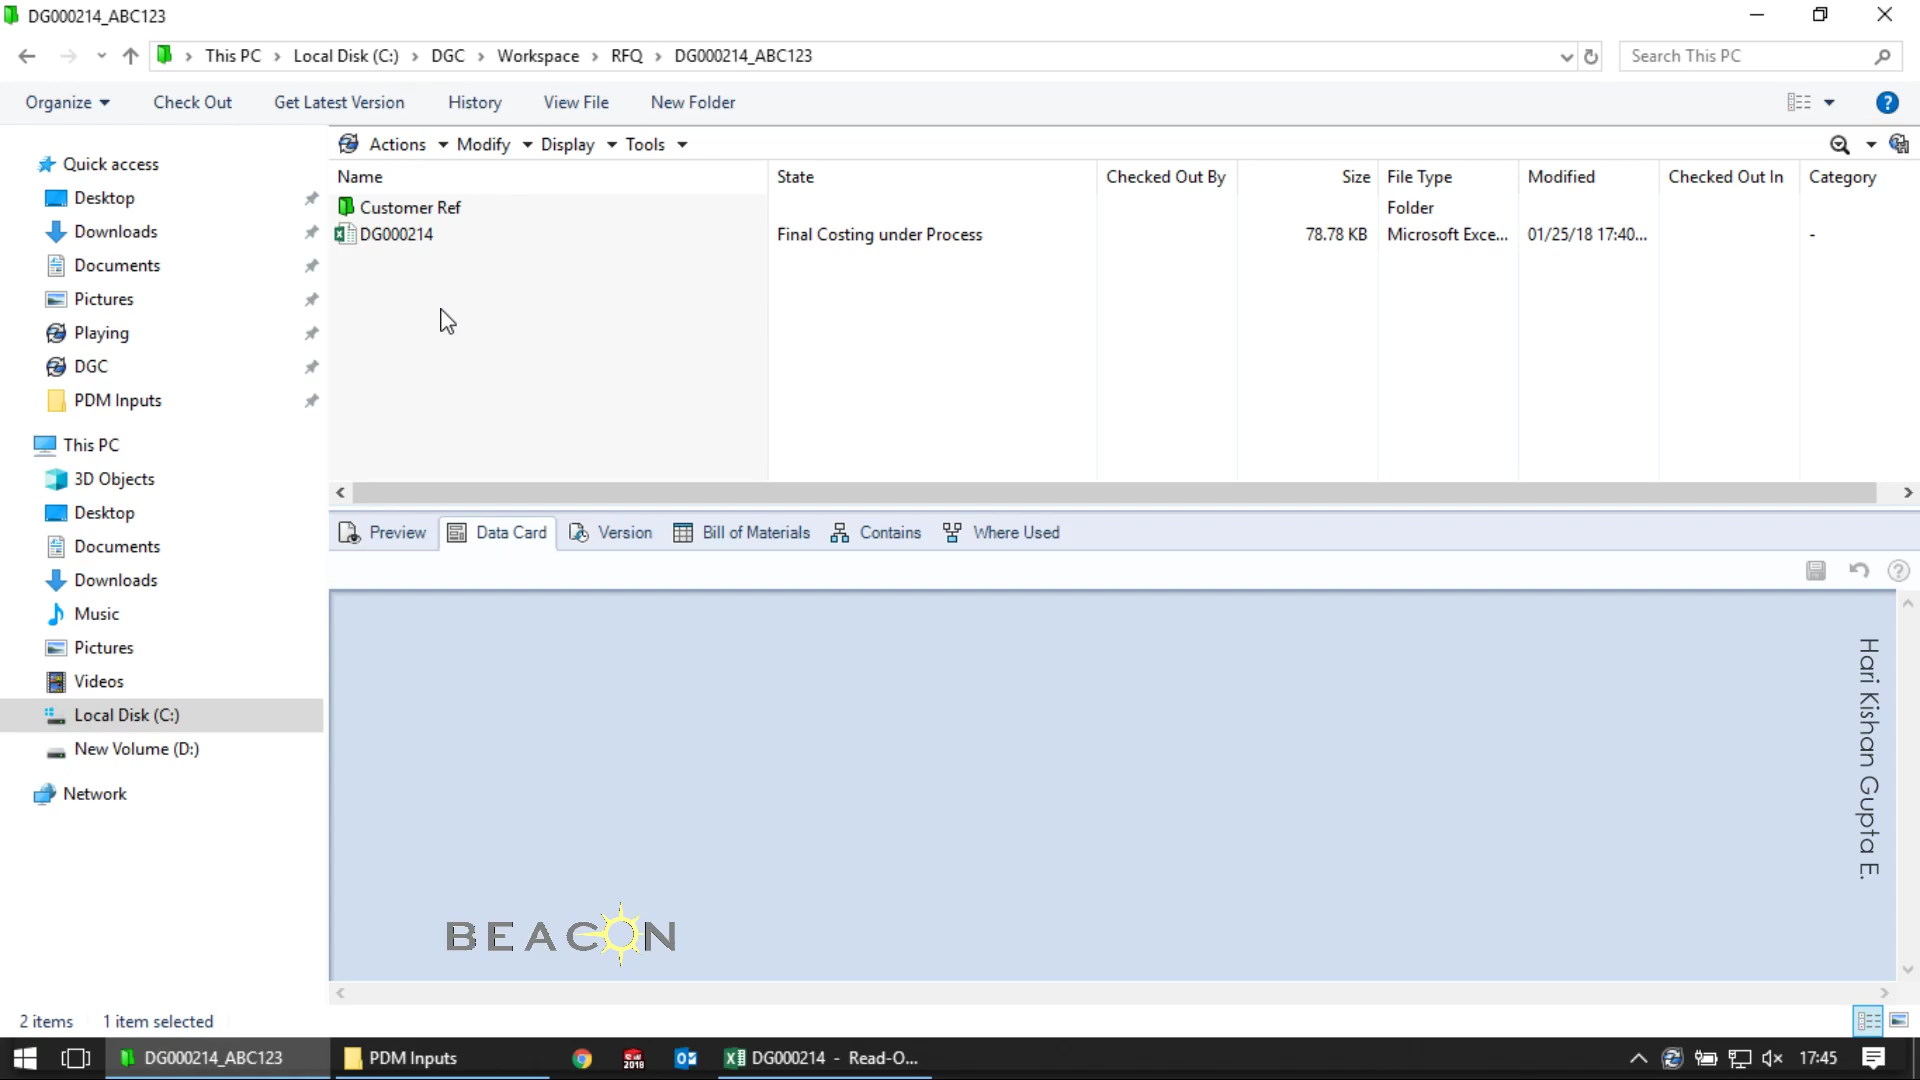 DG000214_ABC123
This PC > Local Disk (C:) > DGC > Workspace > RFQ > DG000214_ABC123
Search This PC
Organize Check Out Get Latest Version History View File New Folder
Actions Modify Display Tools
Name State Checked Out By Size File Type Modified Checked Out In Category
Customer Ref Folder
DG000214 Final Costing under Process 78.78 KB Microsoft Exce... 01/25/18 17:40... -
Quick access
Desktop
Downloads
Documents
Pictures
Playing
DGC
PDM Inputs
This PC
3D Objects
Desktop
Documents
Downloads
Music
Pictures
Videos
Local Disk (C:)
New Volume (D:)
Network
Preview Data Card Version Bill of Materials Contains Where Used
Hari Kishan Gupta E.
BEACON
2 items 1 item selected
DG000214_ABC123 PDM Inputs SW 2018 DG000214 - Read-O... 17:45